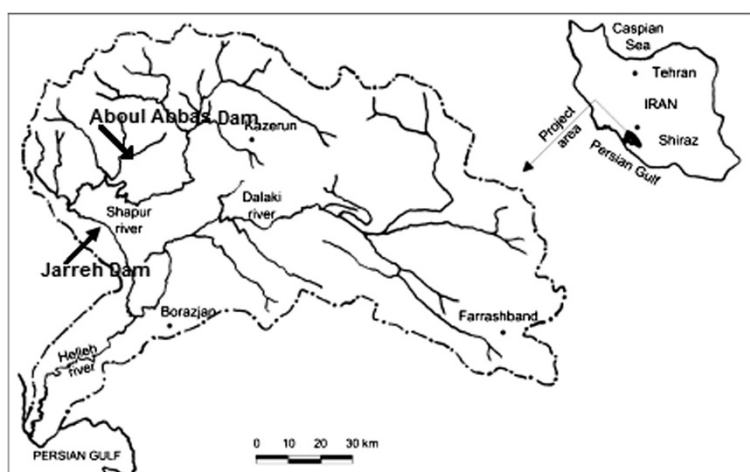 Caspian
Sea
Tehran
IRAN
Shiraz
Project
area
Persian Gulf
Aboul Abbas Dam
Kazerun
Shapur
river
Dalaki
river
Jarreh Dam
Borazjan
Farrashband
Helleh
river
PERSIAN GULF
0 10 20 30 km